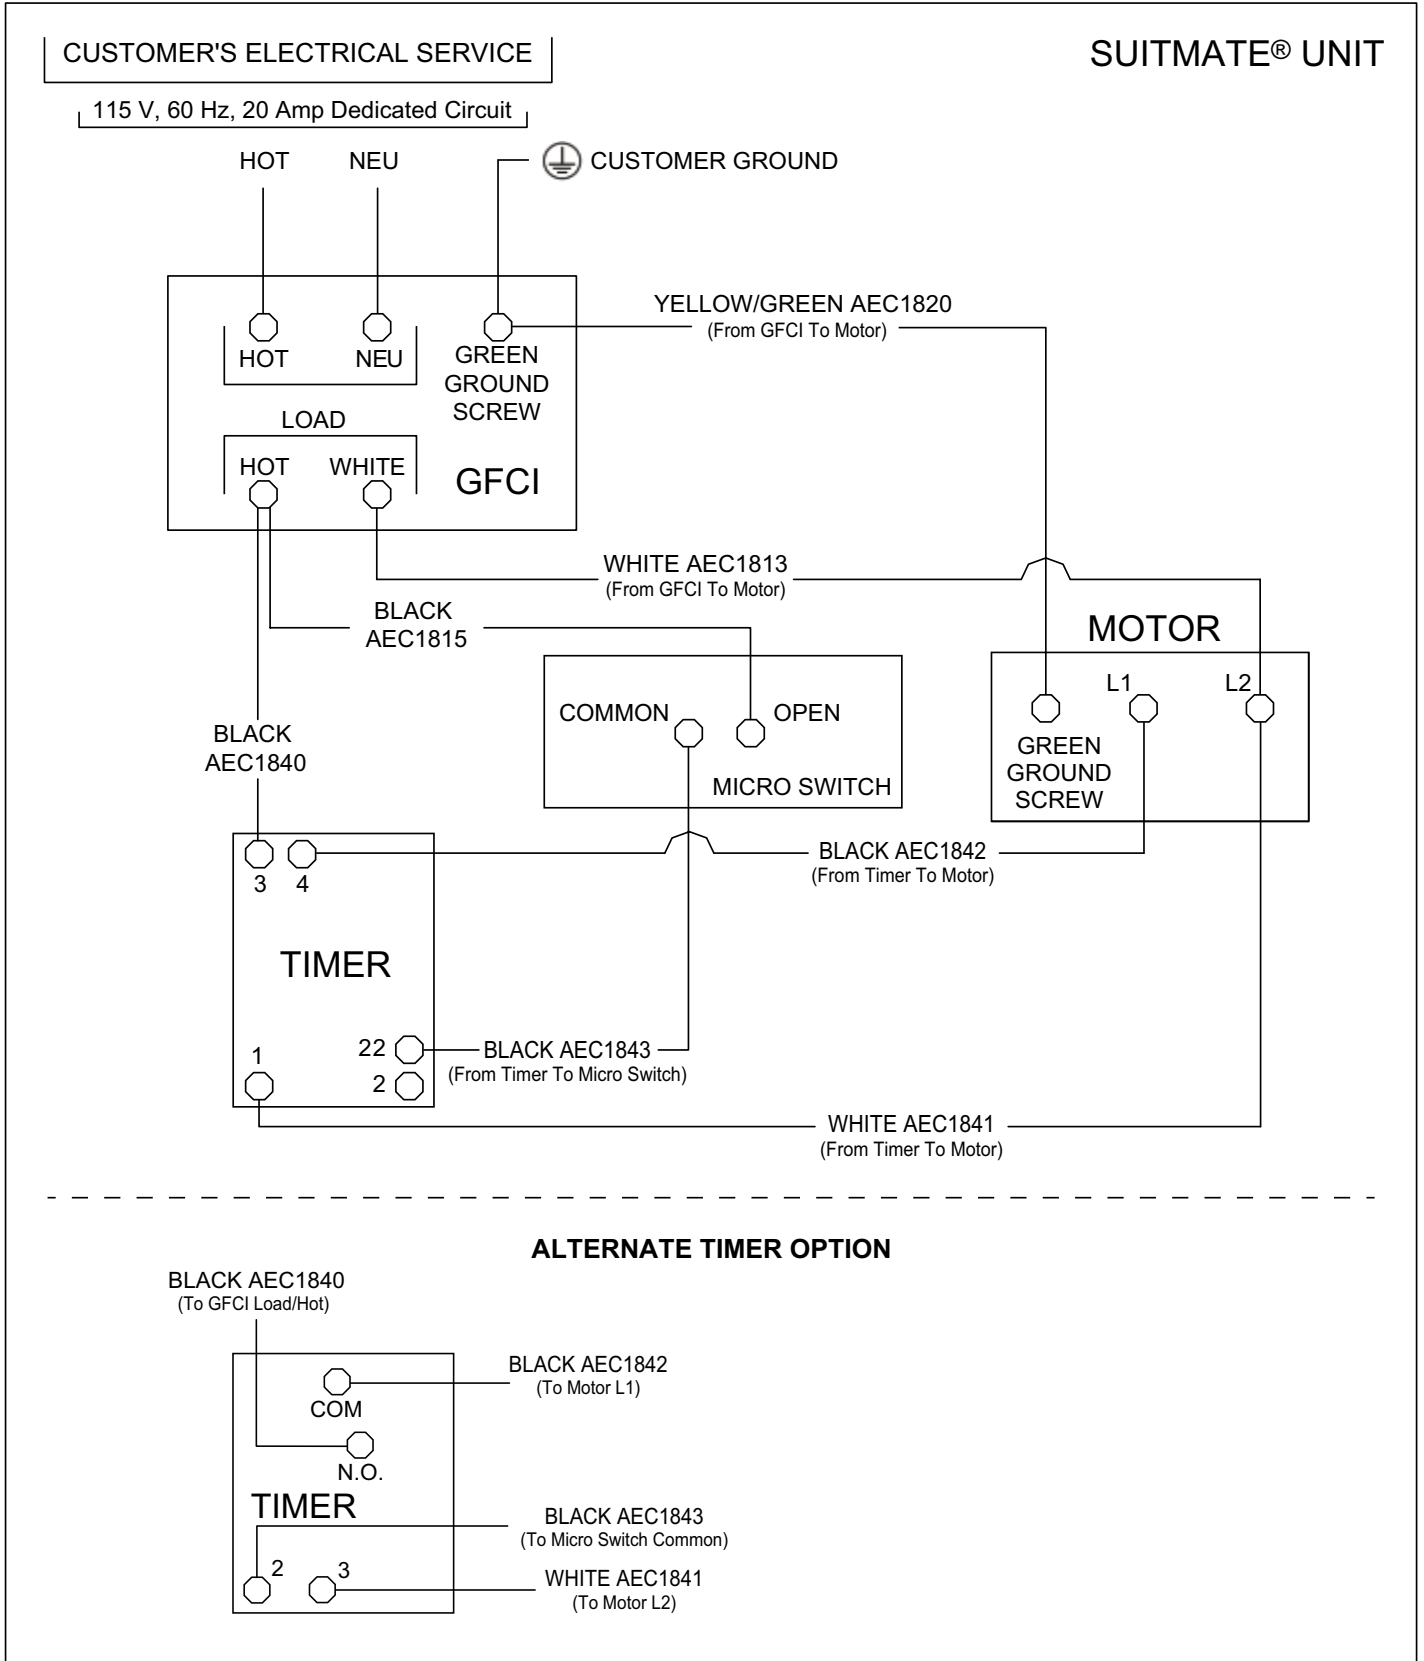 CUSTOMER'S ELECTRICAL SERVICE
SUITMATE® UNIT
115 V, 60 Hz, 20 Amp Dedicated Circuit
HOT
NEU
CUSTOMER GROUND
YELLOW/GREEN AEC1820
(From GFCI To Motor)
HOT
NEU
GREEN
GROUND
SCREW
LOAD
HOT
WHITE
GFCI
WHITE AEC1813
(From GFCI To Motor)
BLACK
AEC1815
MOTOR
L1
L2
GREEN
GROUND
SCREW
COMMON
OPEN
MICRO SWITCH
BLACK
AEC1840
BLACK AEC1842
(From Timer To Motor)
3
4
TIMER
1
22
2
BLACK AEC1843
(From Timer To Micro Switch)
WHITE AEC1841
(From Timer To Motor)
ALTERNATE TIMER OPTION
BLACK AEC1840
(To GFCI Load/Hot)
BLACK AEC1842
(To Motor L1)
COM
N.O.
TIMER
BLACK AEC1843
(To Micro Switch Common)
2
3
WHITE AEC1841
(To Motor L2)